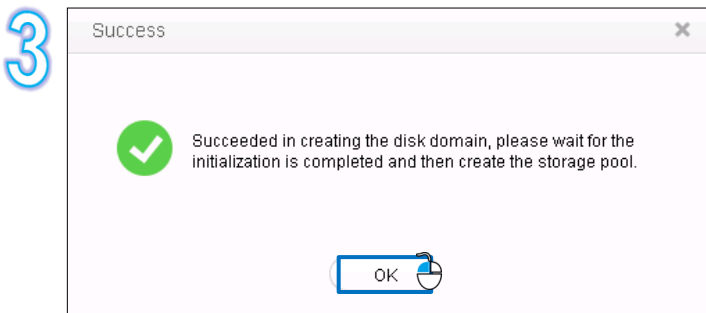 3
Success
Succeeded in creating the disk domain, please wait for the
initialization is completed and then create the storage pool.
OK